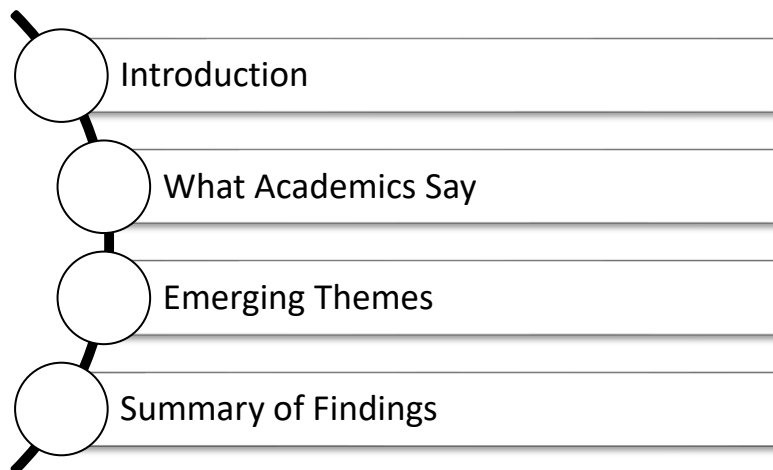 Introduction
What Academics Say
Emerging Themes
Summary of Findings